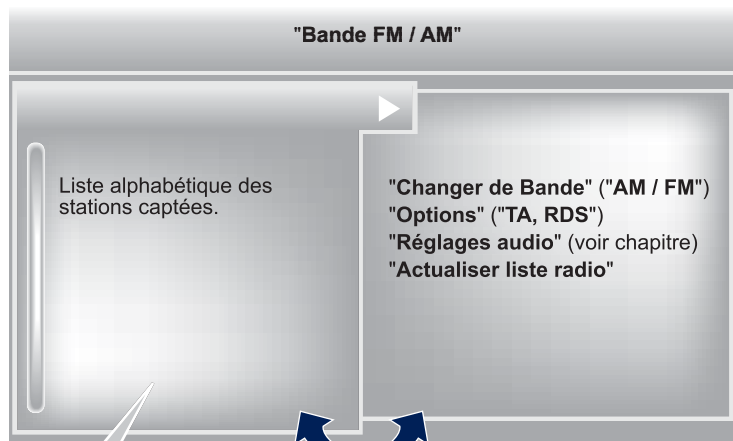 "Bande FM / AM"
Liste alphabétique des
stations captées.
"Changer de Bande" ("AM / FM")
"Options" ("TA, RDS")
"Réglages audio" (voir chapitre)
"Actualiser liste radio"